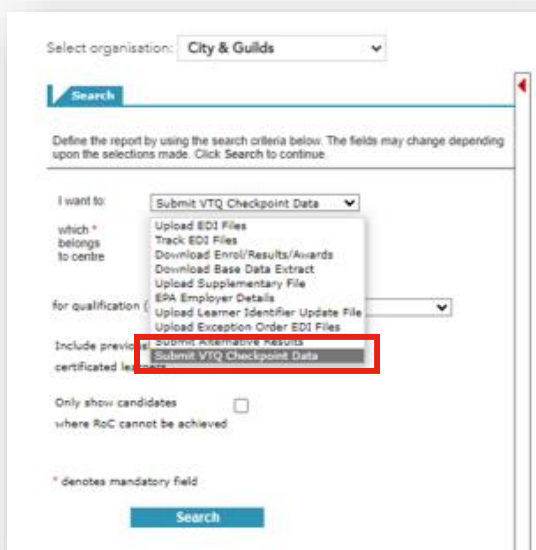 Select organisation: City & Guilds
Search
Define the report by using the search criteria below. The fields may change depending
upon the selections made. Click Search to continue.
I want to: Submit VTQ Checkpoint Data
which *
belongs
to centre
Upload EDI Files
Track EDI Files
Download Enrol/Results/Awards
Download Base Data Extract
Upload Supplementary File
EPA Employer Details
Upload Learner Identifier Update File
Upload Exception Order EDI Files
Submit Alternative Results
Submit VTQ Checkpoint Data
for qualification (
Include
certificated
Only show candidates
where RoC cannot be achieved
* denotes mandatory field
Search